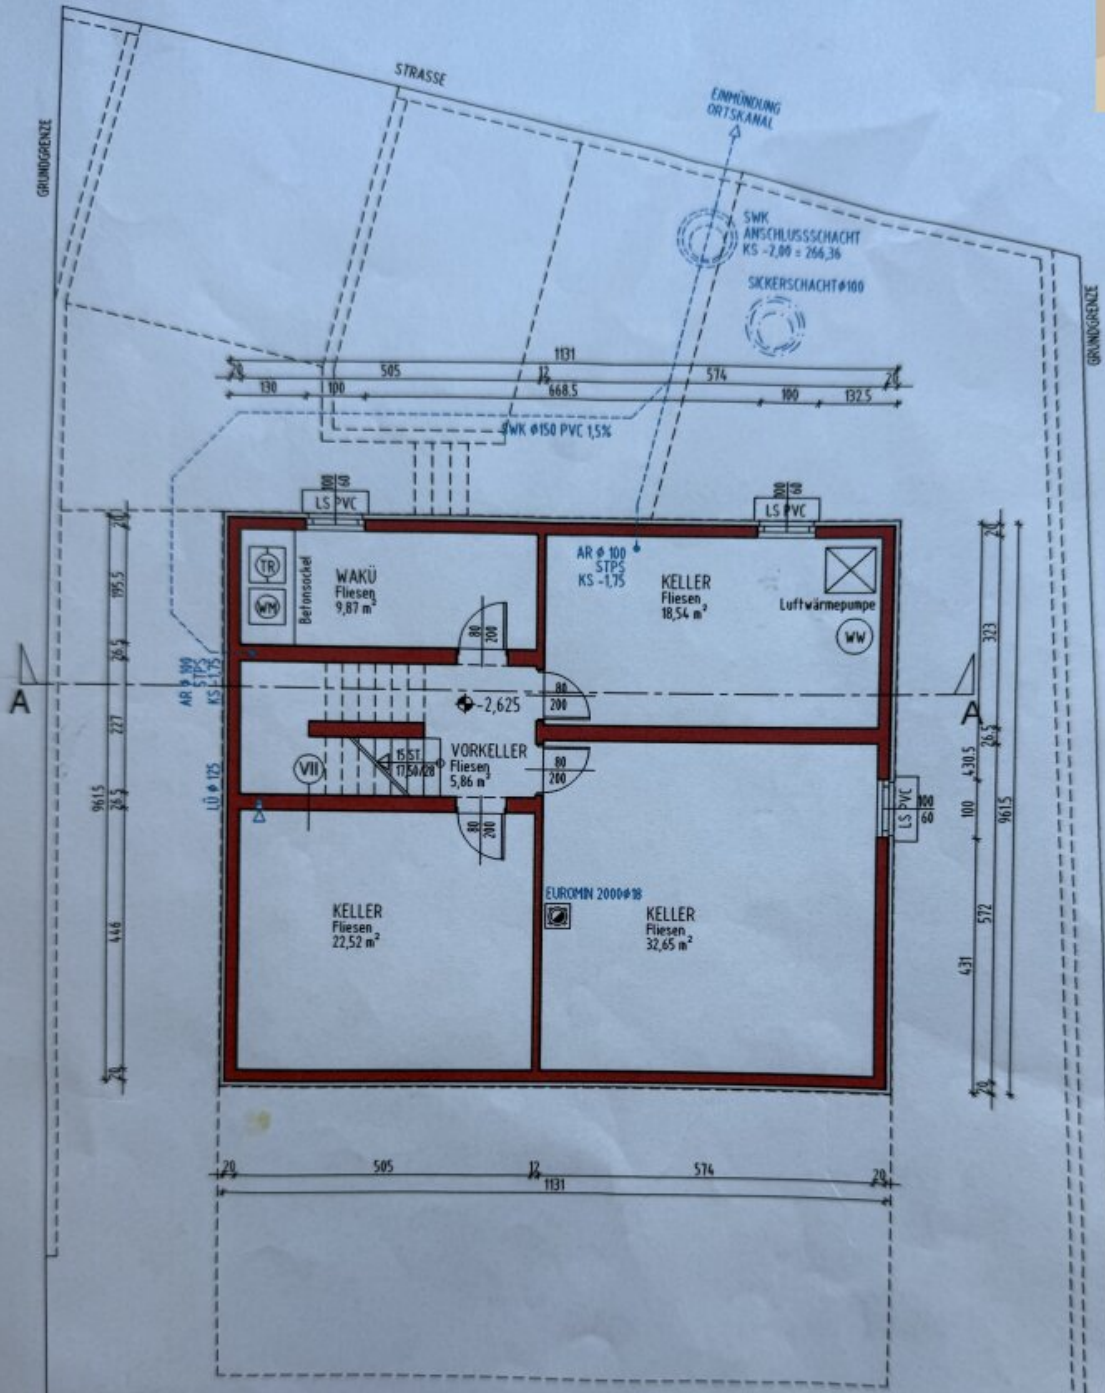 STRASSE
GRUNDGRENZE
EINMÜNDUNG
ORTSKANAL
SWK
ANSCHLUSSSCHACHT
KS -2,00 = 266,36
SICKERSCHACHT⌀100
GRUNDGRENZE
1131
20 505 12 574 20
130 100 668.5 100 132.5
SWK ⌀150 PVC 1,5%
100
60
LS PVC
100
60
LS PVC
TR
WM
Betonsockel
WAKÜ
Fliesen
9,87 m²
80
200
AR ⌀ 100
STPS
KS -1,75
KELLER
Fliesen
18,54 m²
Luftwärmepumpe
WW
AR ⌀ 100
STPS
KS -1,75
A
A
-2,625
80
200
VORKELLER
Fliesen
5,86 m²
15 ST
17,50/28
VII
80
200
80
200
LÜ ⌀ 125
LS PVC
100
60
EUROMIN 2000⌀18
KELLER
Fliesen
22,52 m²
KELLER
Fliesen
32,65 m²
20
195.5
26.5
227
26.5
446
20
961.5
20
323
26.5
572
20
430.5
100
431
961.5
20 505 12 574 20
1131